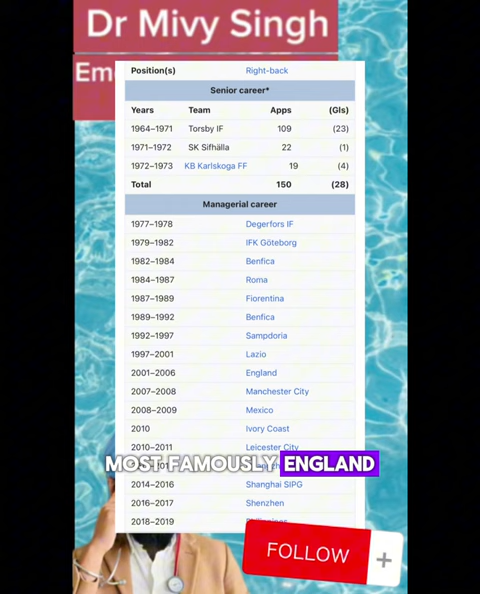 Dr Mivy Singh
Position(s) Right-back
Senior career*
Years Team Apps (Gls)
1964–1971 Torsby IF 109 (23)
1971–1972 SK Sifhälla 22 (1)
1972–1973 KB Karlskoga FF 19 (4)
Total 150 (28)
Managerial career
1977–1978 Degerfors IF
1979–1982 IFK Göteborg
1982–1984 Benfica
1984–1987 Roma
1987–1989 Fiorentina
1989–1992 Benfica
1992–1997 Sampdoria
1997–2001 Lazio
2001–2006 England
2007–2008 Manchester City
2008–2009 Mexico
2010 Ivory Coast
2010–2011 Leicester City
MOST FAMOUSLY ENGLAND
2014–2016 Shanghai SIPG
2016–2017 Shenzhen
2018–2019
FOLLOW +